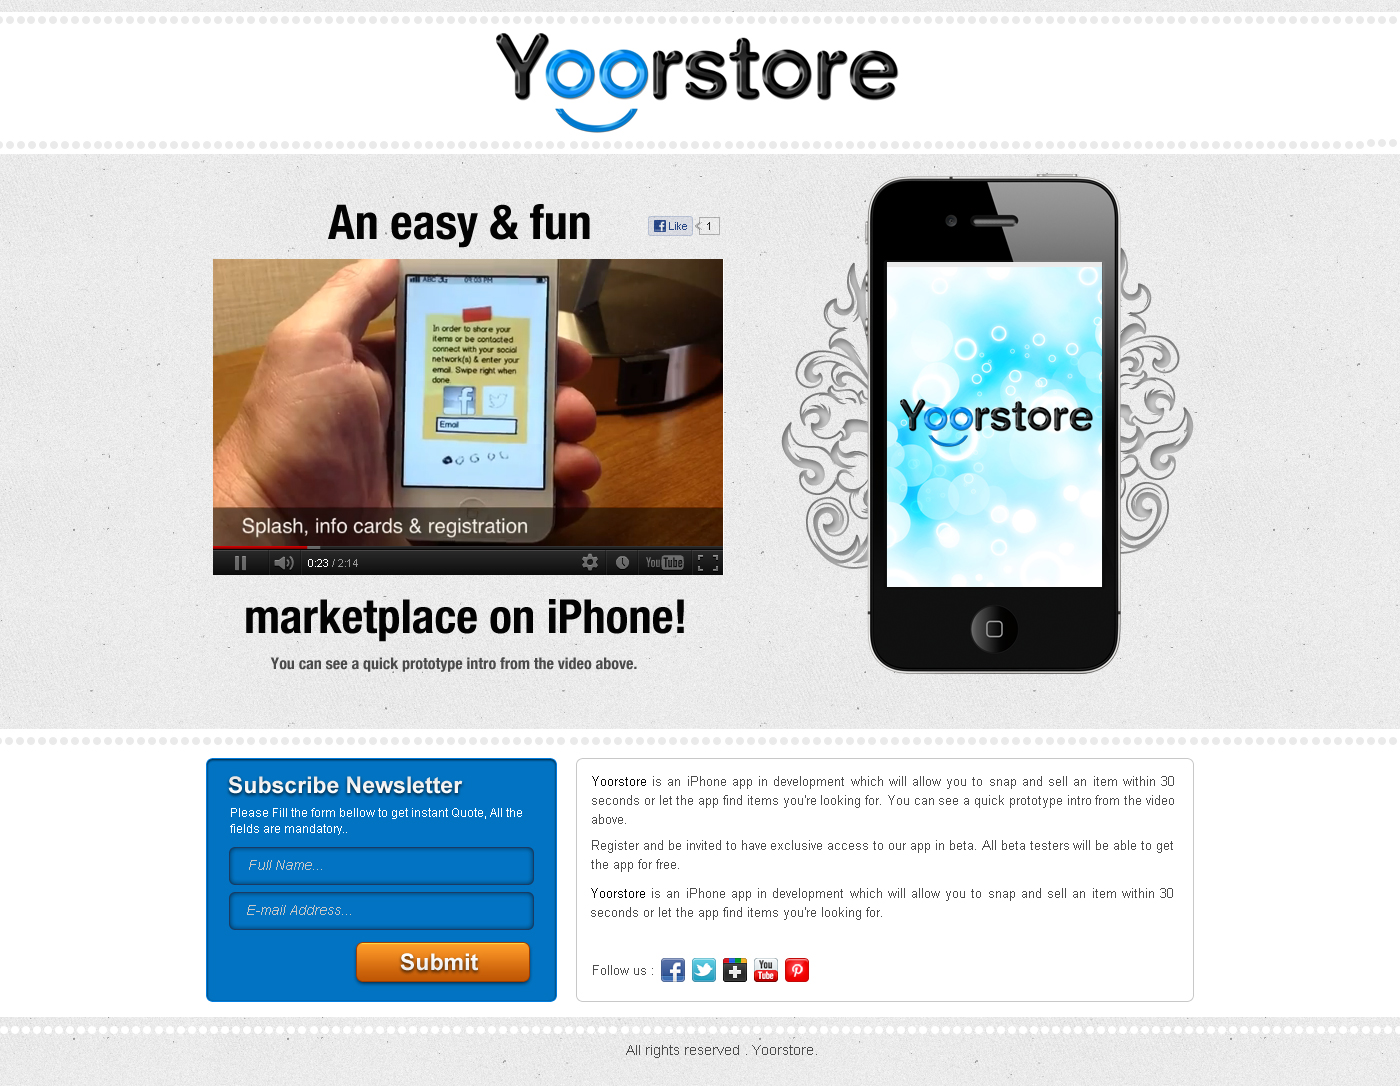 Yoorstore
An easy & fun
Like
1
ABC 3G 09:03 PM
In order to share your
items or be contacted
connect with your social
network(s) & enter your
email. Swipe right when
done.
Email
Splash, info cards & registration
0:23 / 2:14
YouTube
Yoorstore
marketplace on iPhone!
You can see a quick prototype intro from the video above.
Subscribe Newsletter
Please Fill the form bellow to get instant Quote, All the
fields are mandatory..
Full Name...
E-mail Address...
Submit
Yoorstore is an iPhone app in development which will allow you to snap and sell an item within 30
seconds or let the app find items you're looking for. You can see a quick prototype intro from the video
above.
Register and be invited to have exclusive access to our app in beta. All beta testers will be able to get
the app for free.
Yoorstore is an iPhone app in development which will allow you to snap and sell an item within 30
seconds or let the app find items you're looking for.
Follow us :
You
Tube
All rights reserved . Yoorstore.